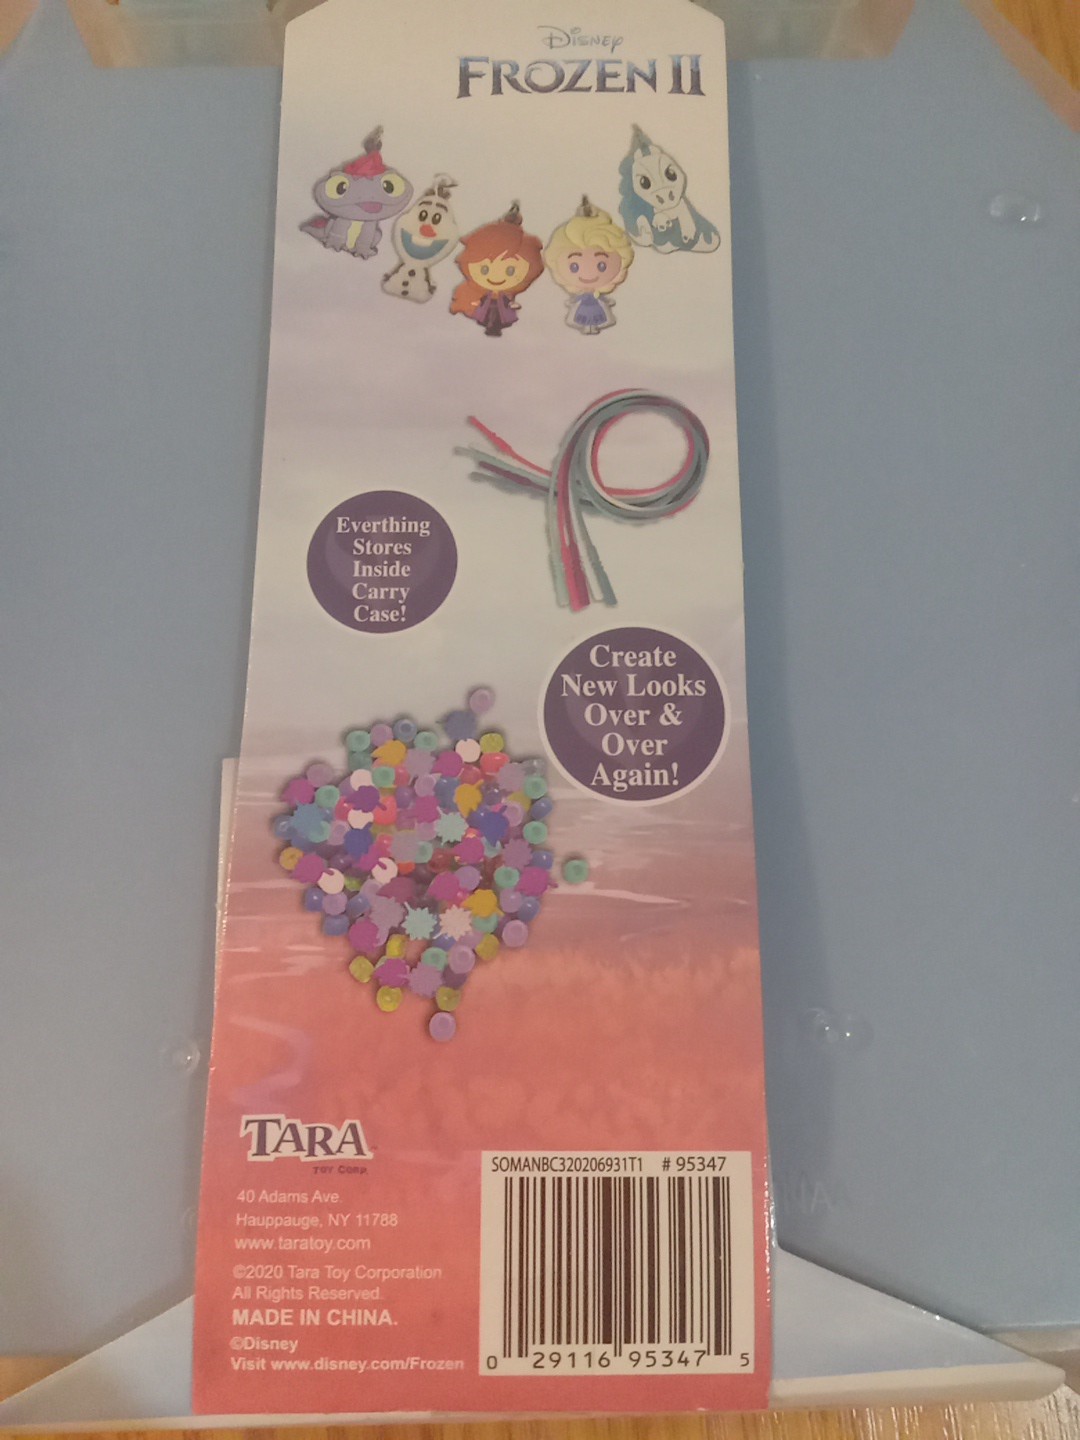 Disney
FROZEN II
Everthing
Stores
Inside
Carry
Case!
Create
New Looks
Over &
Over
Again!
TARA
TOY CORP.
40 Adams Ave.
Hauppauge, NY 11788
www.taratoy.com
©2020 Tara Toy Corporation
All Rights Reserved.
MADE IN CHINA.
©Disney
Visit www.disney.com/Frozen
SOMANBC320206931T1 # 95347
0 29116 95347 5